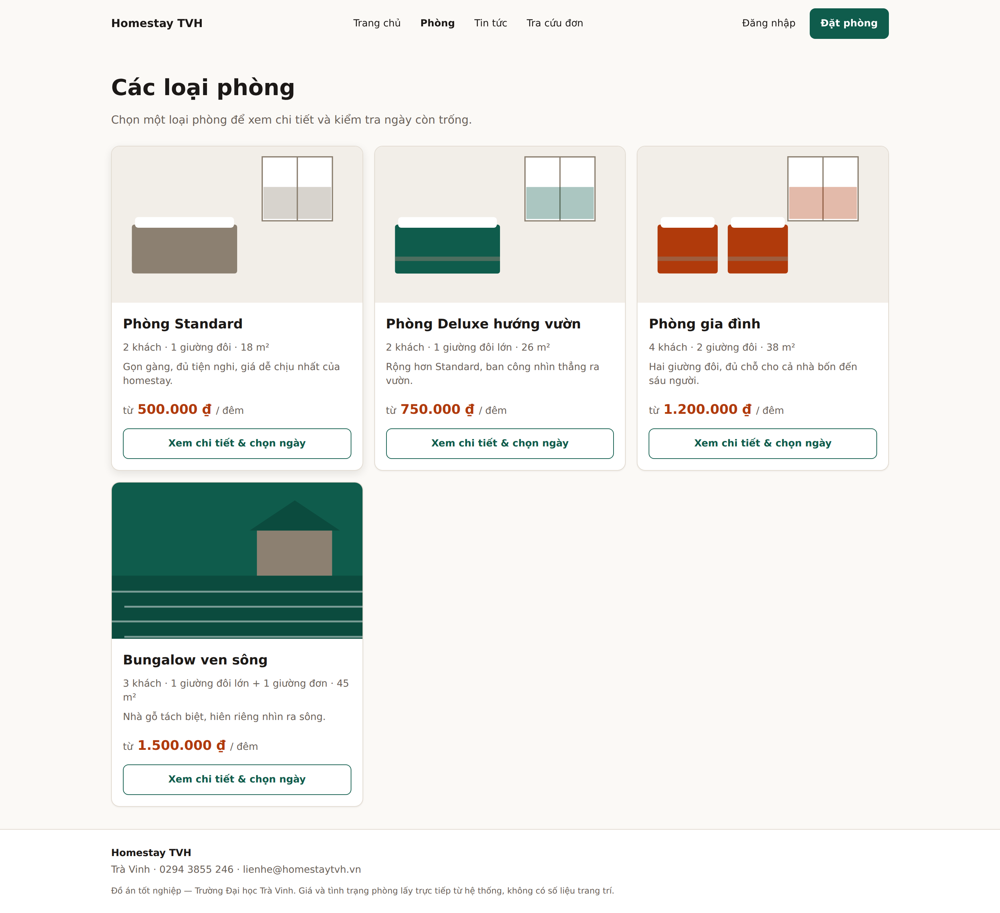 Homestay TVH
Trang chủ
Phòng
Tin tức
Tra cứu đơn
Đăng nhập
Đặt phòng
Các loại phòng
Chọn một loại phòng để xem chi tiết và kiểm tra ngày còn trống.
Phòng Standard
2 khách · 1 giường đôi · 18 m²
Gọn gàng, đủ tiện nghi, giá dễ chịu nhất của
homestay.
từ 500.000 ₫ / đêm
Xem chi tiết & chọn ngày
Phòng Deluxe hướng vườn
2 khách · 1 giường đôi lớn · 26 m²
Rộng hơn Standard, ban công nhìn thẳng ra
vườn.
từ 750.000 ₫ / đêm
Xem chi tiết & chọn ngày
Phòng gia đình
4 khách · 2 giường đôi · 38 m²
Hai giường đôi, đủ chỗ cho cả nhà bốn đến
sáu người.
từ 1.200.000 ₫ / đêm
Xem chi tiết & chọn ngày
Bungalow ven sông
3 khách · 1 giường đôi lớn + 1 giường đơn · 45
m²
Nhà gỗ tách biệt, hiên riêng nhìn ra sông.
từ 1.500.000 ₫ / đêm
Xem chi tiết & chọn ngày
Homestay TVH
Trà Vinh · 0294 3855 246 · lienhe@homestaytvh.vn
Đồ án tốt nghiệp — Trường Đại học Trà Vinh. Giá và tình trạng phòng lấy trực tiếp từ hệ thống, không có số liệu trang trí.